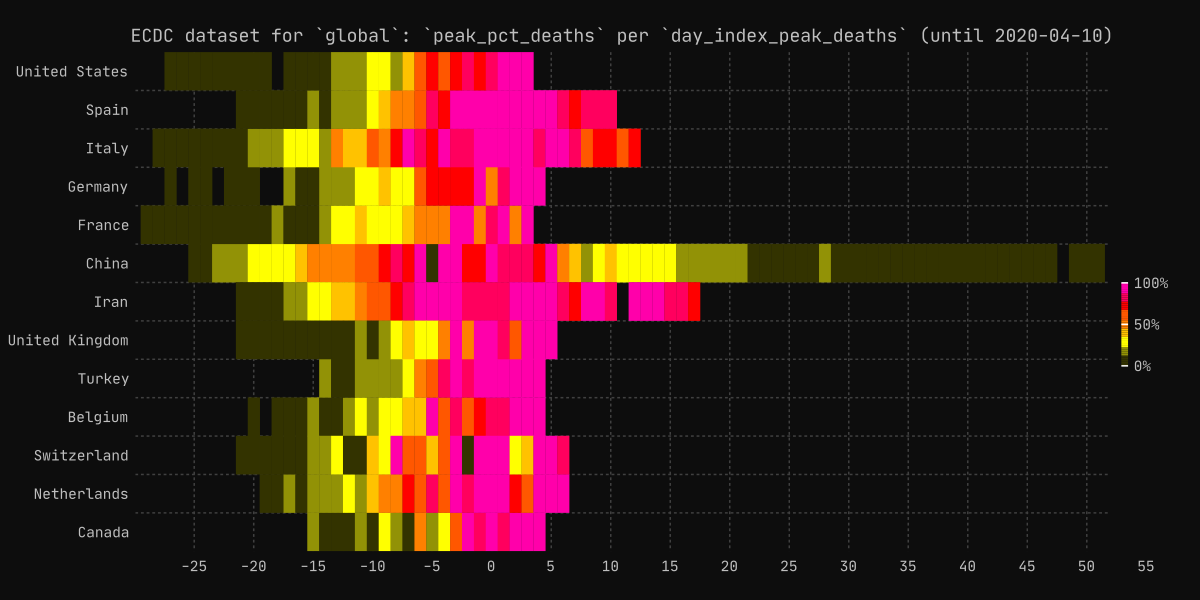 ECDC dataset for `global`: `peak_pct_deaths` per `day_index_peak_deaths` (until 2020-04-10)
United States
Spain
Italy
Germany
France
China
Iran
United Kingdom
Turkey
Belgium
Switzerland
Netherlands
Canada
100%
50%
0%
-25 -20 -15 -10 -5 0 5 10 15 20 25 30 35 40 45 50 55